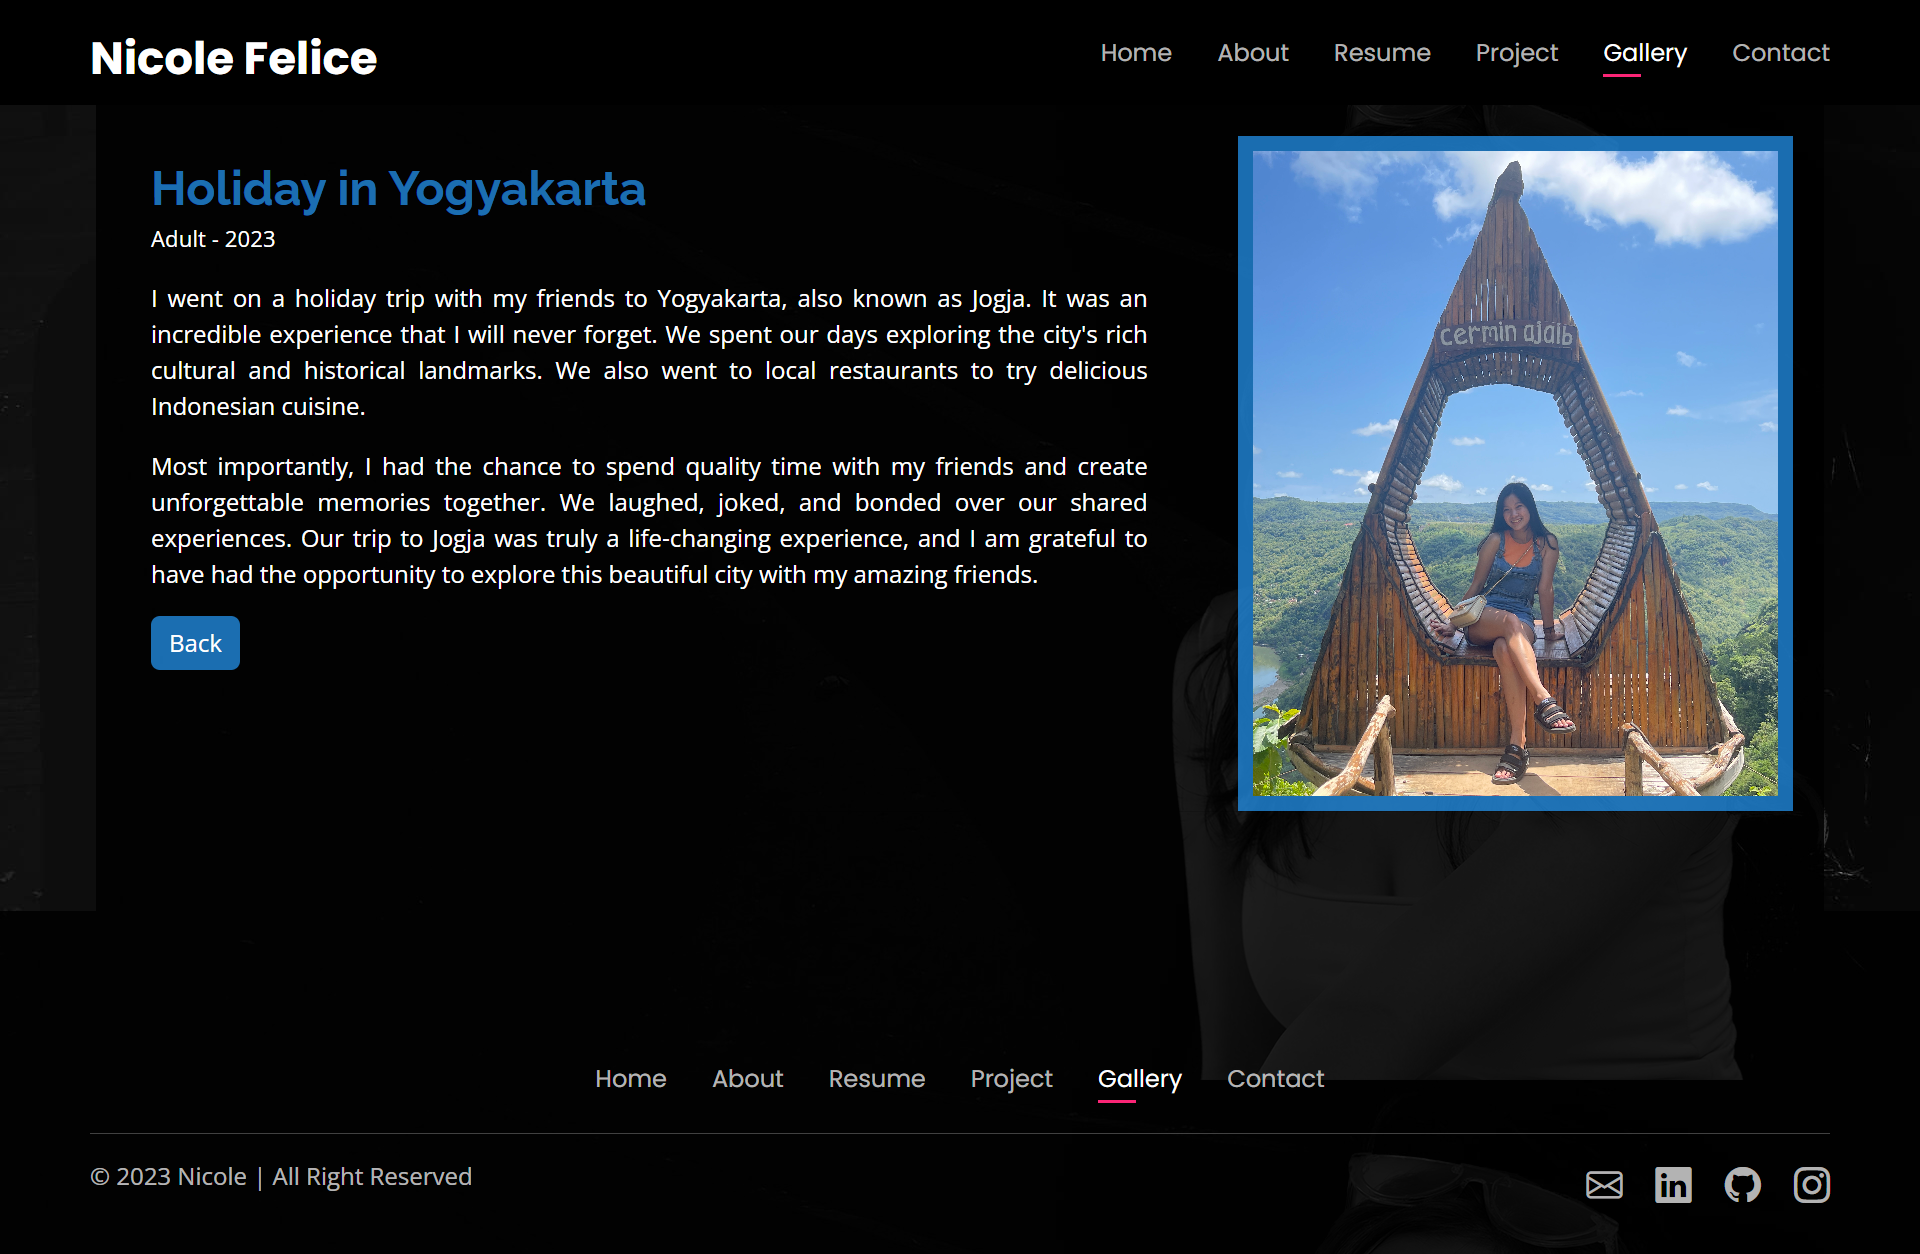 Nicole Felice
Home About Resume Project Gallery Contact
Holiday in Yogyakarta
Adult - 2023
I went on a holiday trip with my friends to Yogyakarta, also known as Jogja. It was an
incredible experience that I will never forget. We spent our days exploring the city's rich
cultural and historical landmarks. We also went to local restaurants to try delicious
Indonesian cuisine.
Most importantly, I had the chance to spend quality time with my friends and create
unforgettable memories together. We laughed, joked, and bonded over our shared
experiences. Our trip to Jogja was truly a life-changing experience, and I am grateful to
have had the opportunity to explore this beautiful city with my amazing friends.
Back
cermin ajaib
Home About Resume Project Gallery Contact
© 2023 Nicole | All Right Reserved
in